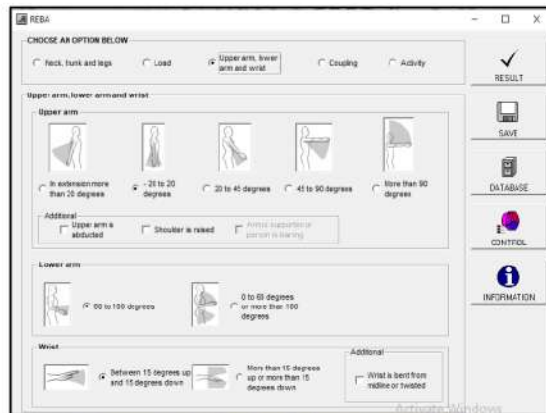 REBA
CHOOSE AN OPTION BELOW
Neck, trunk and legs
Load
Upper arm, lower
arm and wrist
Coupling
Activity
RESULT
SAVE
DATABASE
CONTROL
INFORMATION
Upper arm, lower arm and wrist
Upper arm
In extension more
than 20 degrees
- 20 to 20
degrees
20 to 45 degrees
45 to 90 degrees
More than 90
degrees
Additional
Upper arm is
abducted
Shoulder is raised
Arm is supported or
person is leaning
Lower arm
60 to 100 degrees
0 to 60 degrees
or more than 100
degrees
Wrist
Between 15 degrees up
and 15 degrees down
More than 15 degrees
up or more than 15
degrees down
Additional
Wrist is bent from
midline or twisted
Activate Windows